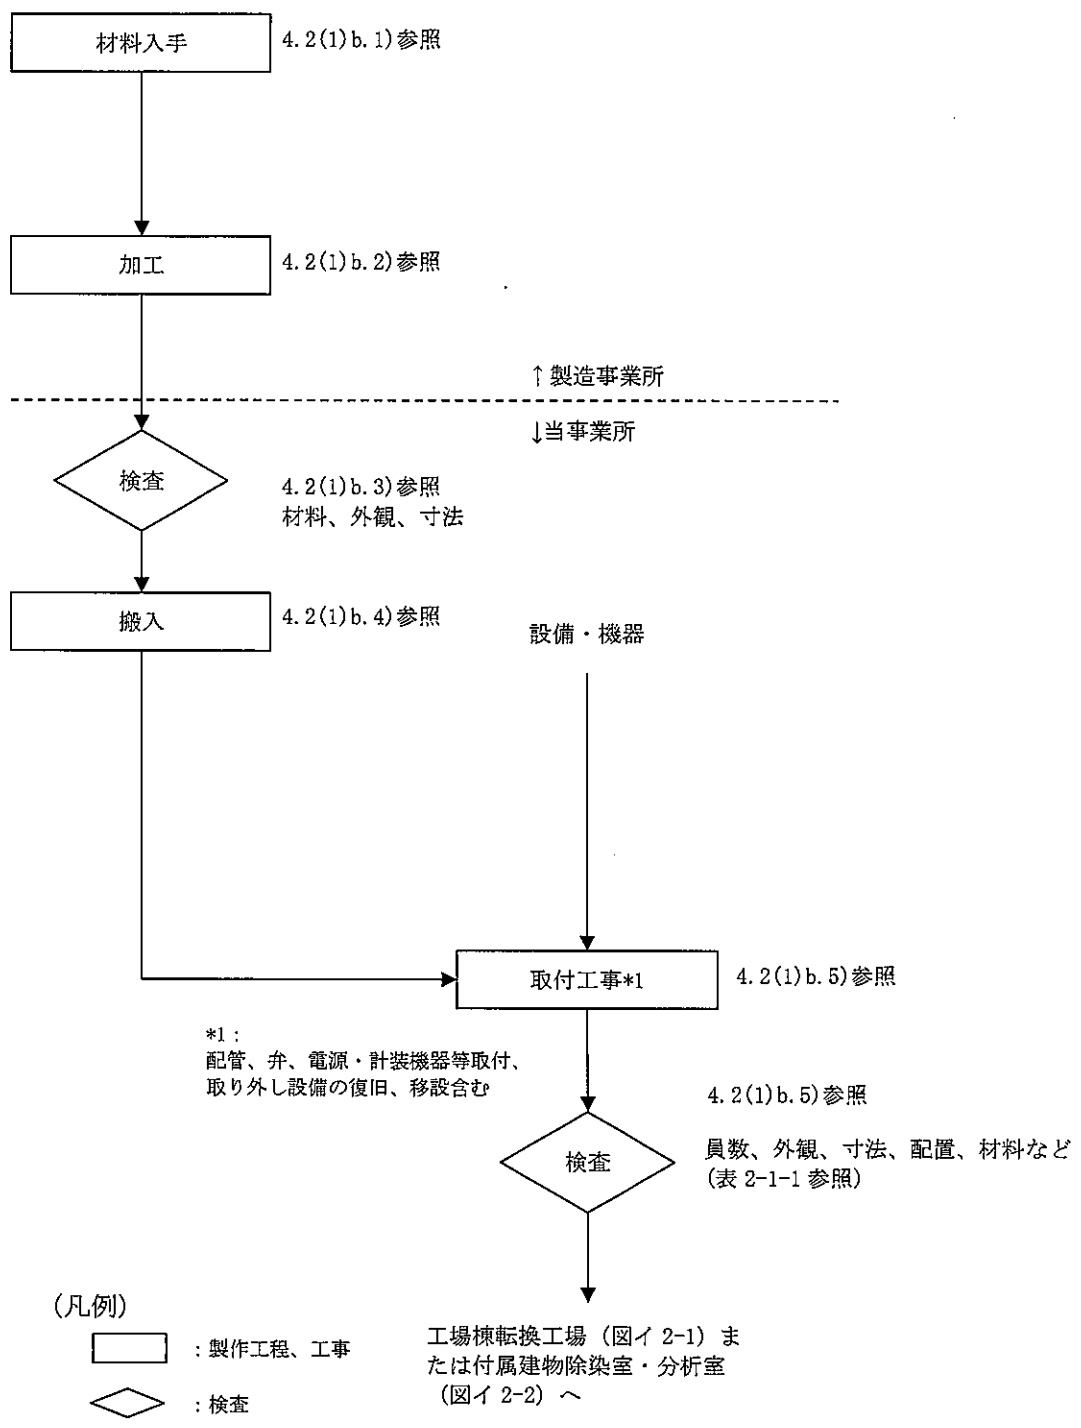 材料入手
4.2(1)b.1)参照
加工
4.2(1)b.2)参照
↑製造事業所
↓当事業所
検査
4.2(1)b.3)参照
材料、外観、寸法
搬入
4.2(1)b.4)参照
設備・機器
取付工事*1
4.2(1)b.5)参照
*1：
配管、弁、電源・計装機器等取付、
取り外し設備の復旧、移設含む
4.2(1)b.5)参照
検査
員数、外観、寸法、配置、材料など
(表 2-1-1 参照)
(凡例)
：製作工程、工事
：検査
工場棟転換工場（図イ 2-1）ま
たは付属建物除染室・分析室
（図イ 2-2）へ